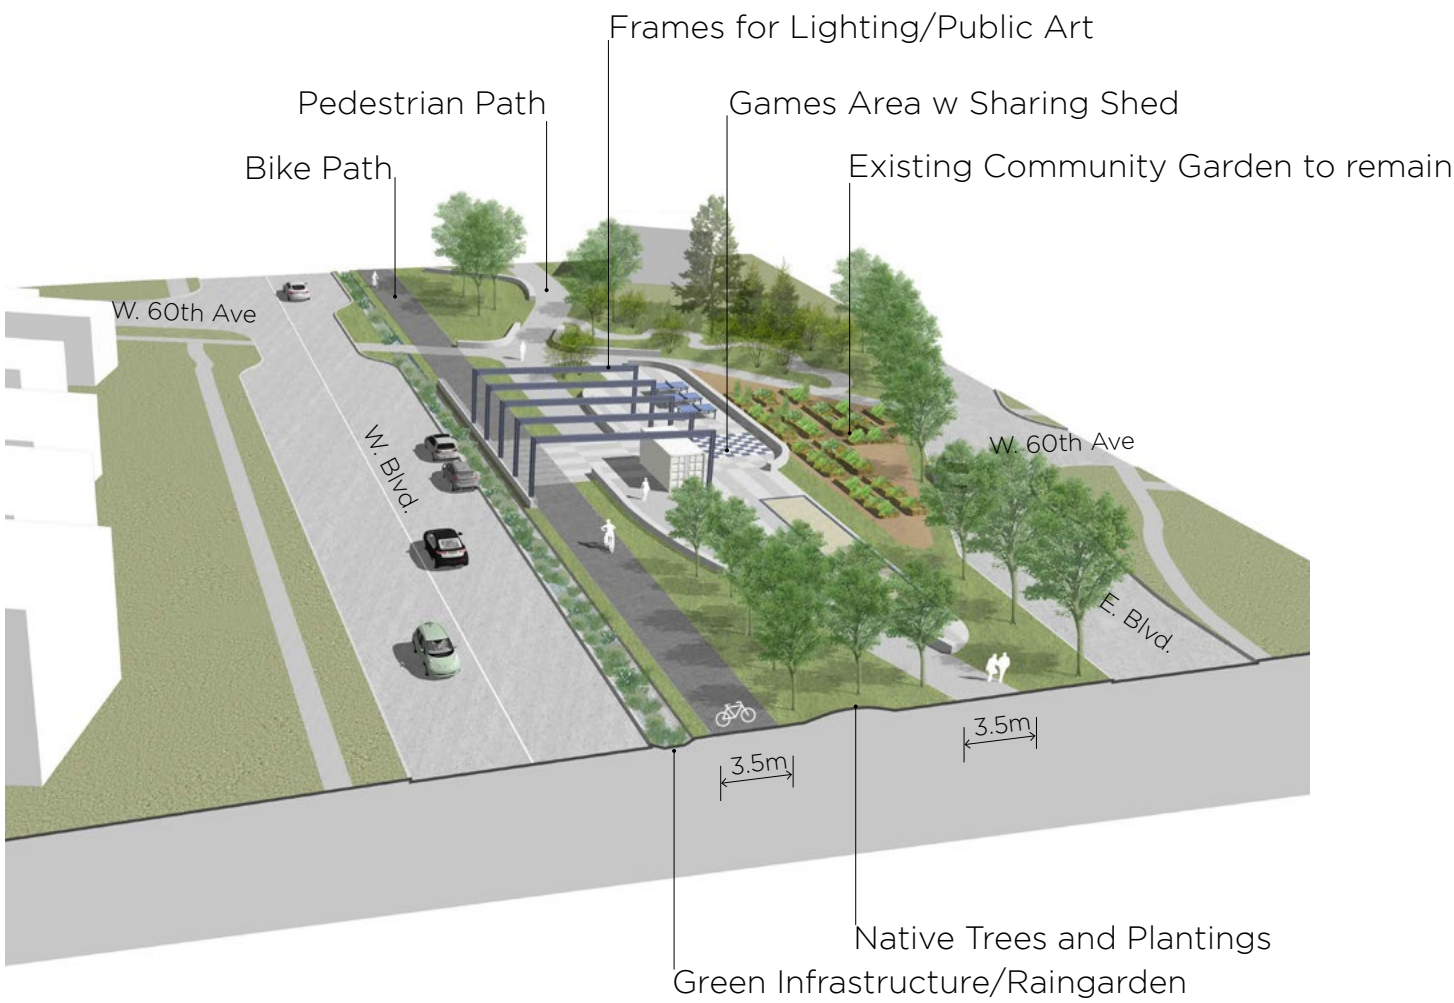 Frames for Lighting/Public Art
Pedestrian Path
Games Area w Sharing Shed
Bike Path
Existing Community Garden to remain
W. 60th Ave
W. Blvd.
W. 60th Ave
E. Blvd.
3.5m
3.5m
Native Trees and Plantings
Green Infrastructure/Raingarden